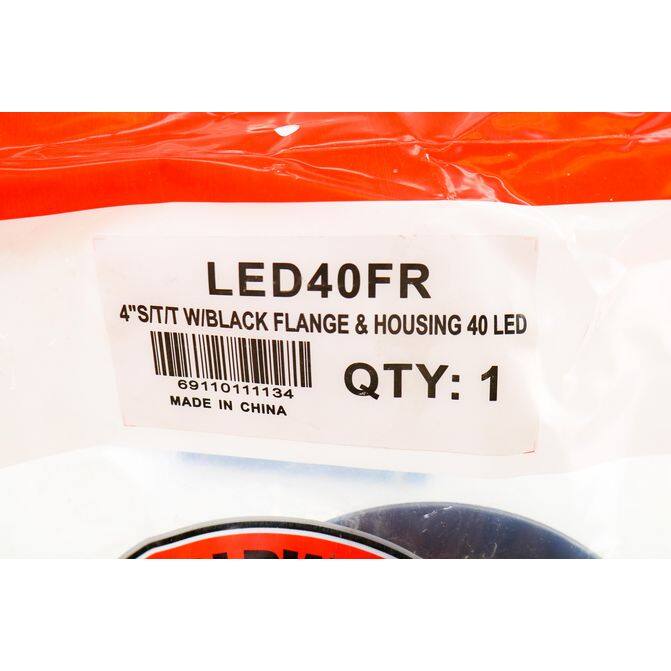 LED40FR
4"S/T/T W/BLACK FLANGE & HOUSING 40 LED
69110111134
QTY: 1
MADE IN CHINA